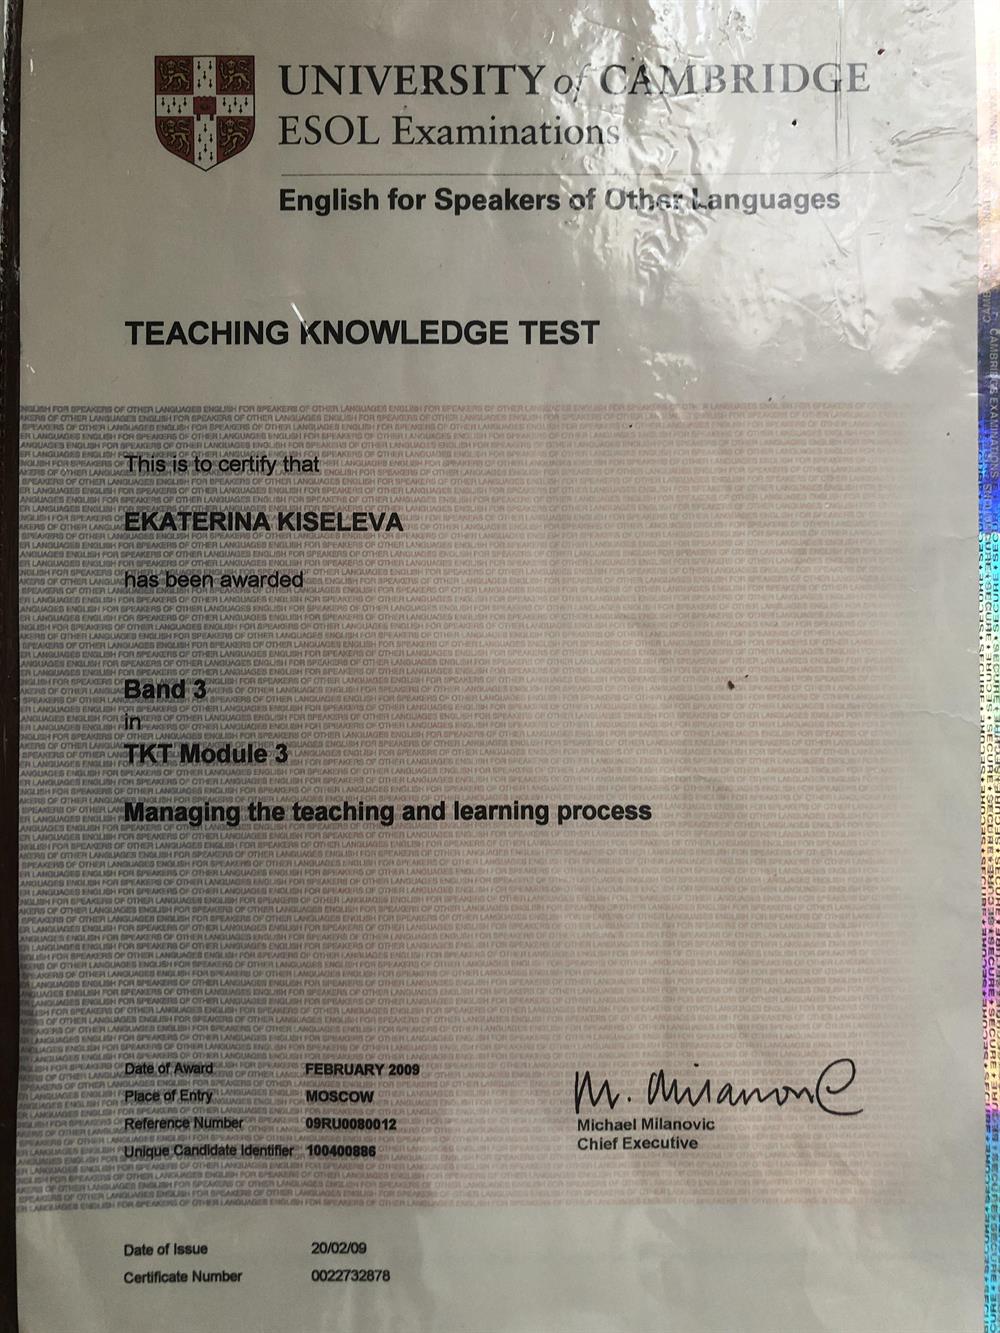 UNIVERSITY of CAMBRIDGE
ESOL Examinations
English for Speakers of Other Languages
TEACHING KNOWLEDGE TEST
This is to certify that
EKATERINA KISELEVA
has been awarded
Band 3
in
TKT Module 3
Managing the teaching and learning process
Date of Award FEBRUARY 2009
Place of Entry MOSCOW
Reference Number 09RU0080012
Unique Candidate Identifier 100400886
M. Milanovic
Michael Milanovic
Chief Executive
Date of Issue 20/02/09
Certificate Number 0022732878